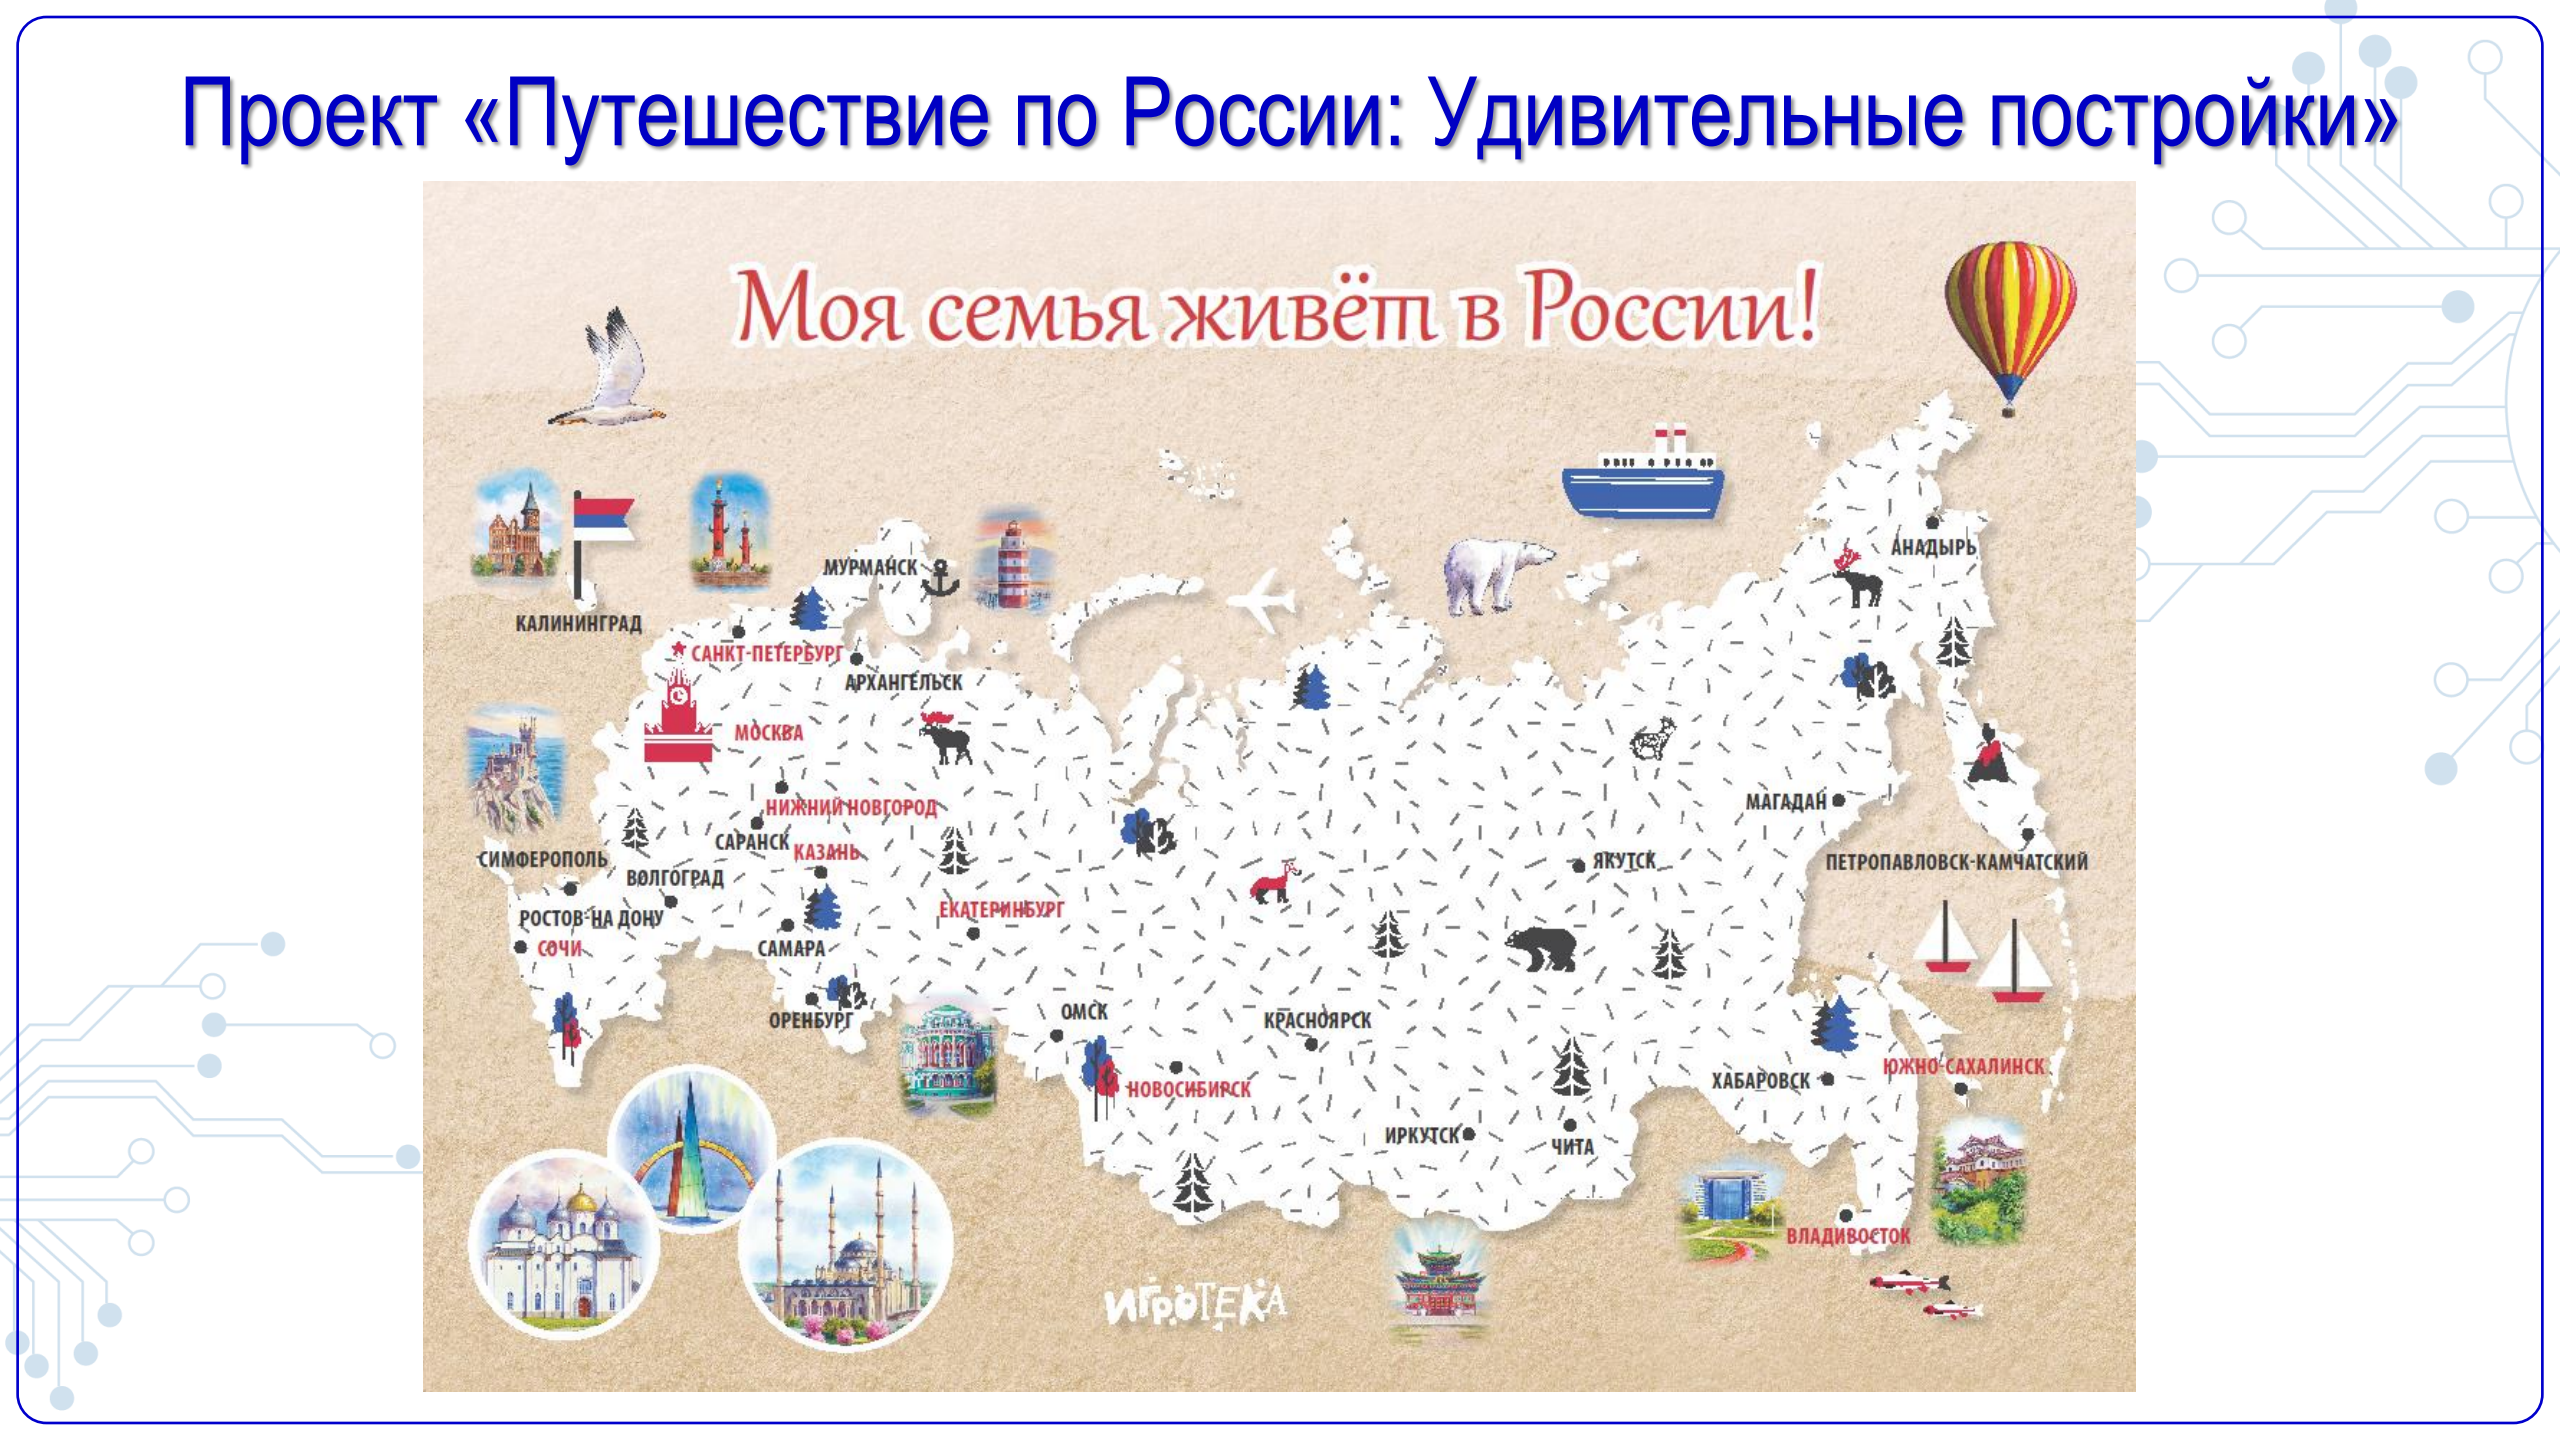 Проект «Путешествие по России: Удивительные постройки»
Моя семья живёт в России!
АНАДЫРЬ
МУРМАНСК
КАЛИНИНГРАД
САНКТ-ПЕТЕРБУРГ
АРХАНГЕЛЬСК
МОСКВА
МАГАДАН
НИЖНИЙ НОВГОРОД
САРАНСК
КАЗАНЬ
СИМФЕРОПОЛЬ
ЯКУТСК
ПЕТРОПАВЛОВСК-КАМЧАТСКИЙ
ВОЛГОГРАД
ЕКАТЕРИНБУРГ
РОСТОВ-НА ДОНУ
СОЧИ
САМАРА
ОМСК
ОРЕНБУРГ
КРАСНОЯРСК
ЮЖНО-САХАЛИНСК
ХАБАРОВСК
НОВОСИБИРСК
ИРКУТСК
ЧИТА
ВЛАДИВОСТОК
ИГРОТЕКА